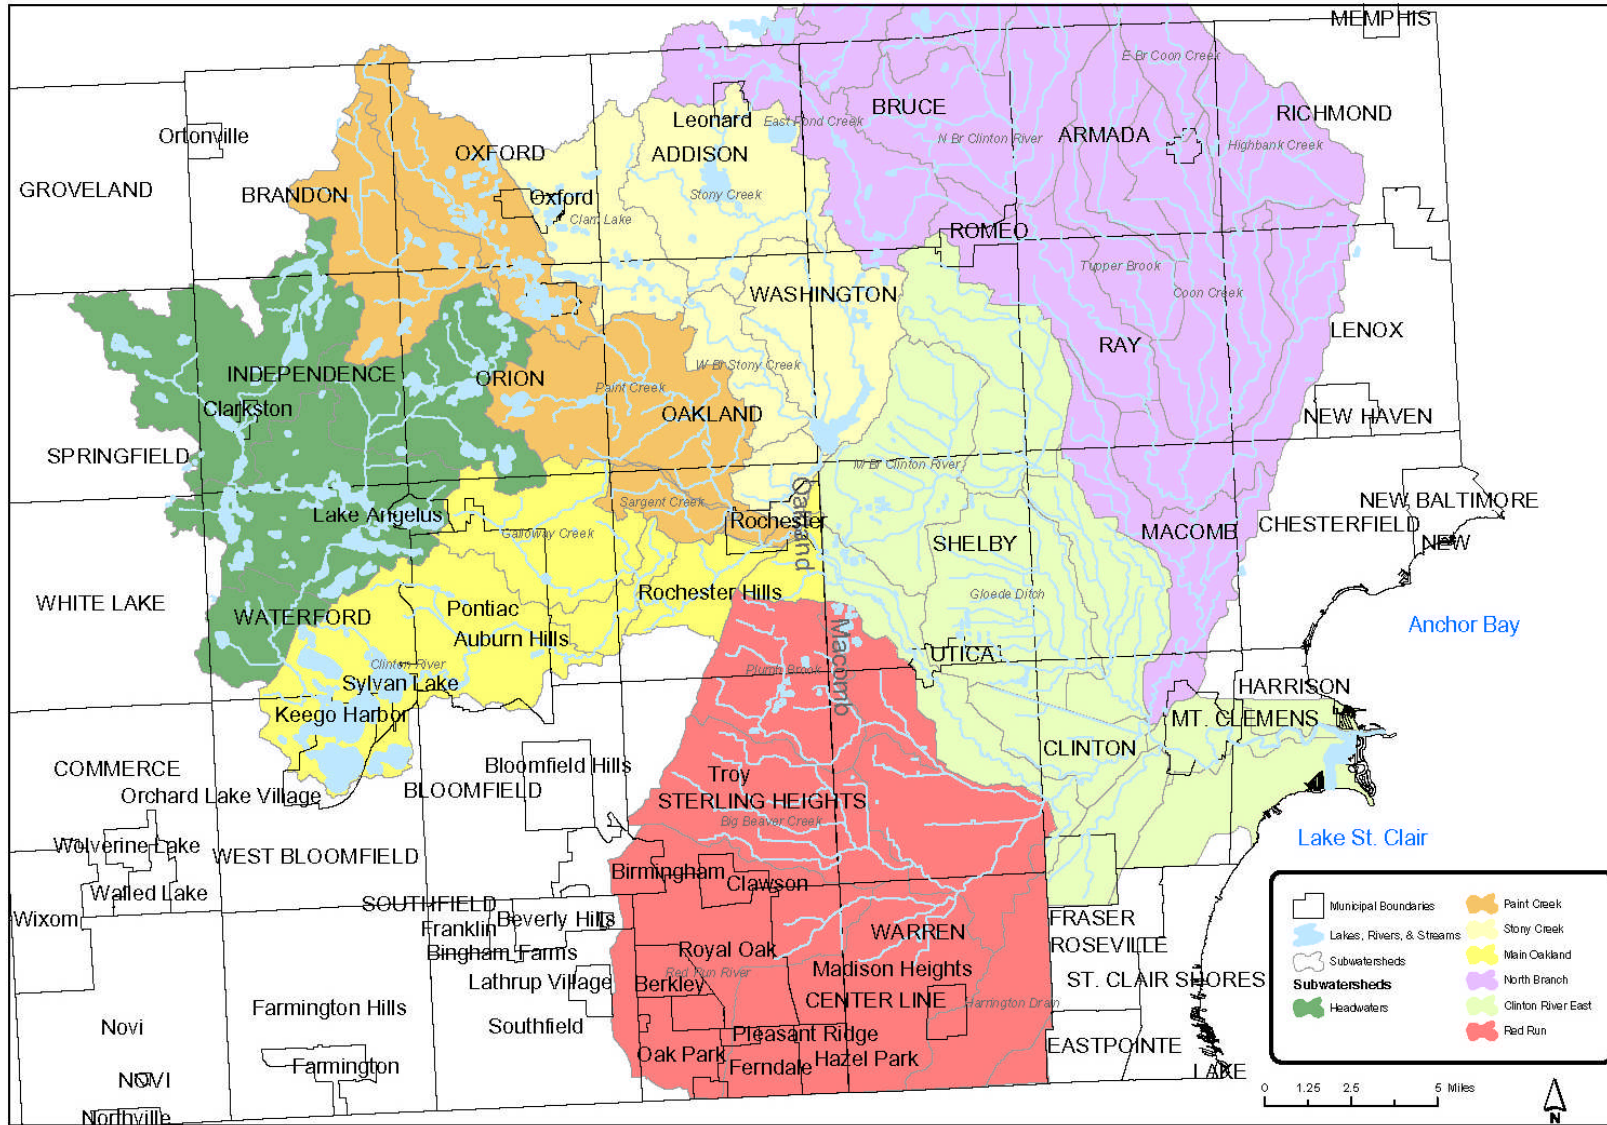 MEMPHIS
E Br Coon Creek
BRUCE
RICHMOND
Leonard
East Pond Creek
N Br Clinton River
ARMADA
Highbank Creek
Ortonville
OXFORD
ADDISON
GROVELAND
BRANDON
Oxford
Stony Creek
Clam Lake
ROMEO
Tupper Brook
Coon Creek
WASHINGTON
LENOX
RAY
INDEPENDENCE
ORION
Paint Creek
W Br Stony Creek
Clarkston
OAKLAND
NEW HAVEN
SPRINGFIELD
M Br Clinton River
NEW BALTIMORE
Lake Angelus
Sargent Creek
Rochester
Oakland
CHESTERFIELD
Galloway Creek
SHELBY
MACOMB
NEW
WHITE LAKE
WATERFORD
Pontiac
Rochester Hills
Gloede Ditch
Anchor Bay
Auburn Hills
Macomb
UTICA
Clinton River
Plumb Brook
Sylvan Lake
HARRISON
Keego Harbor
MT. CLEMENS
CLINTON
COMMERCE
Bloomfield Hills
Troy
Orchard Lake Village
BLOOMFIELD
STERLING HEIGHTS
Big Beaver Creek
Lake St. Clair
Wolverine Lake
WEST BLOOMFIELD
Birmingham
Clawson
Walled Lake
SOUTHFIELD
Wixom
Franklin
Beverly Hills
WARREN
FRASER
Bingham Farms
Royal Oak
ROSEVILLE
Lathrup Village
Red Run River
Berkley
Madison Heights
ST. CLAIR SHORES
Farmington Hills
CENTER LINE
Harrington Drain
Novi
Southfield
Pleasant Ridge
EASTPOINTE
Farmington
Oak Park
Ferndale
Hazel Park
LAKE
NOVI
Northville
Municipal Boundaries
Lakes, Rivers, & Streams
Subwatersheds
Subwatersheds
Headwaters
Paint Creek
Stony Creek
Main Oakland
North Branch
Clinton River East
Red Run
0 1.25 2.5 5 Miles
N